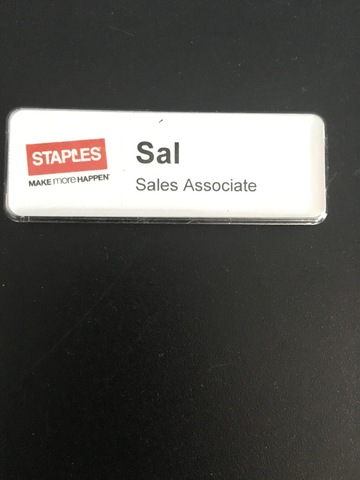 STAPLES
MAKE more HAPPEN
Sal
Sales Associate